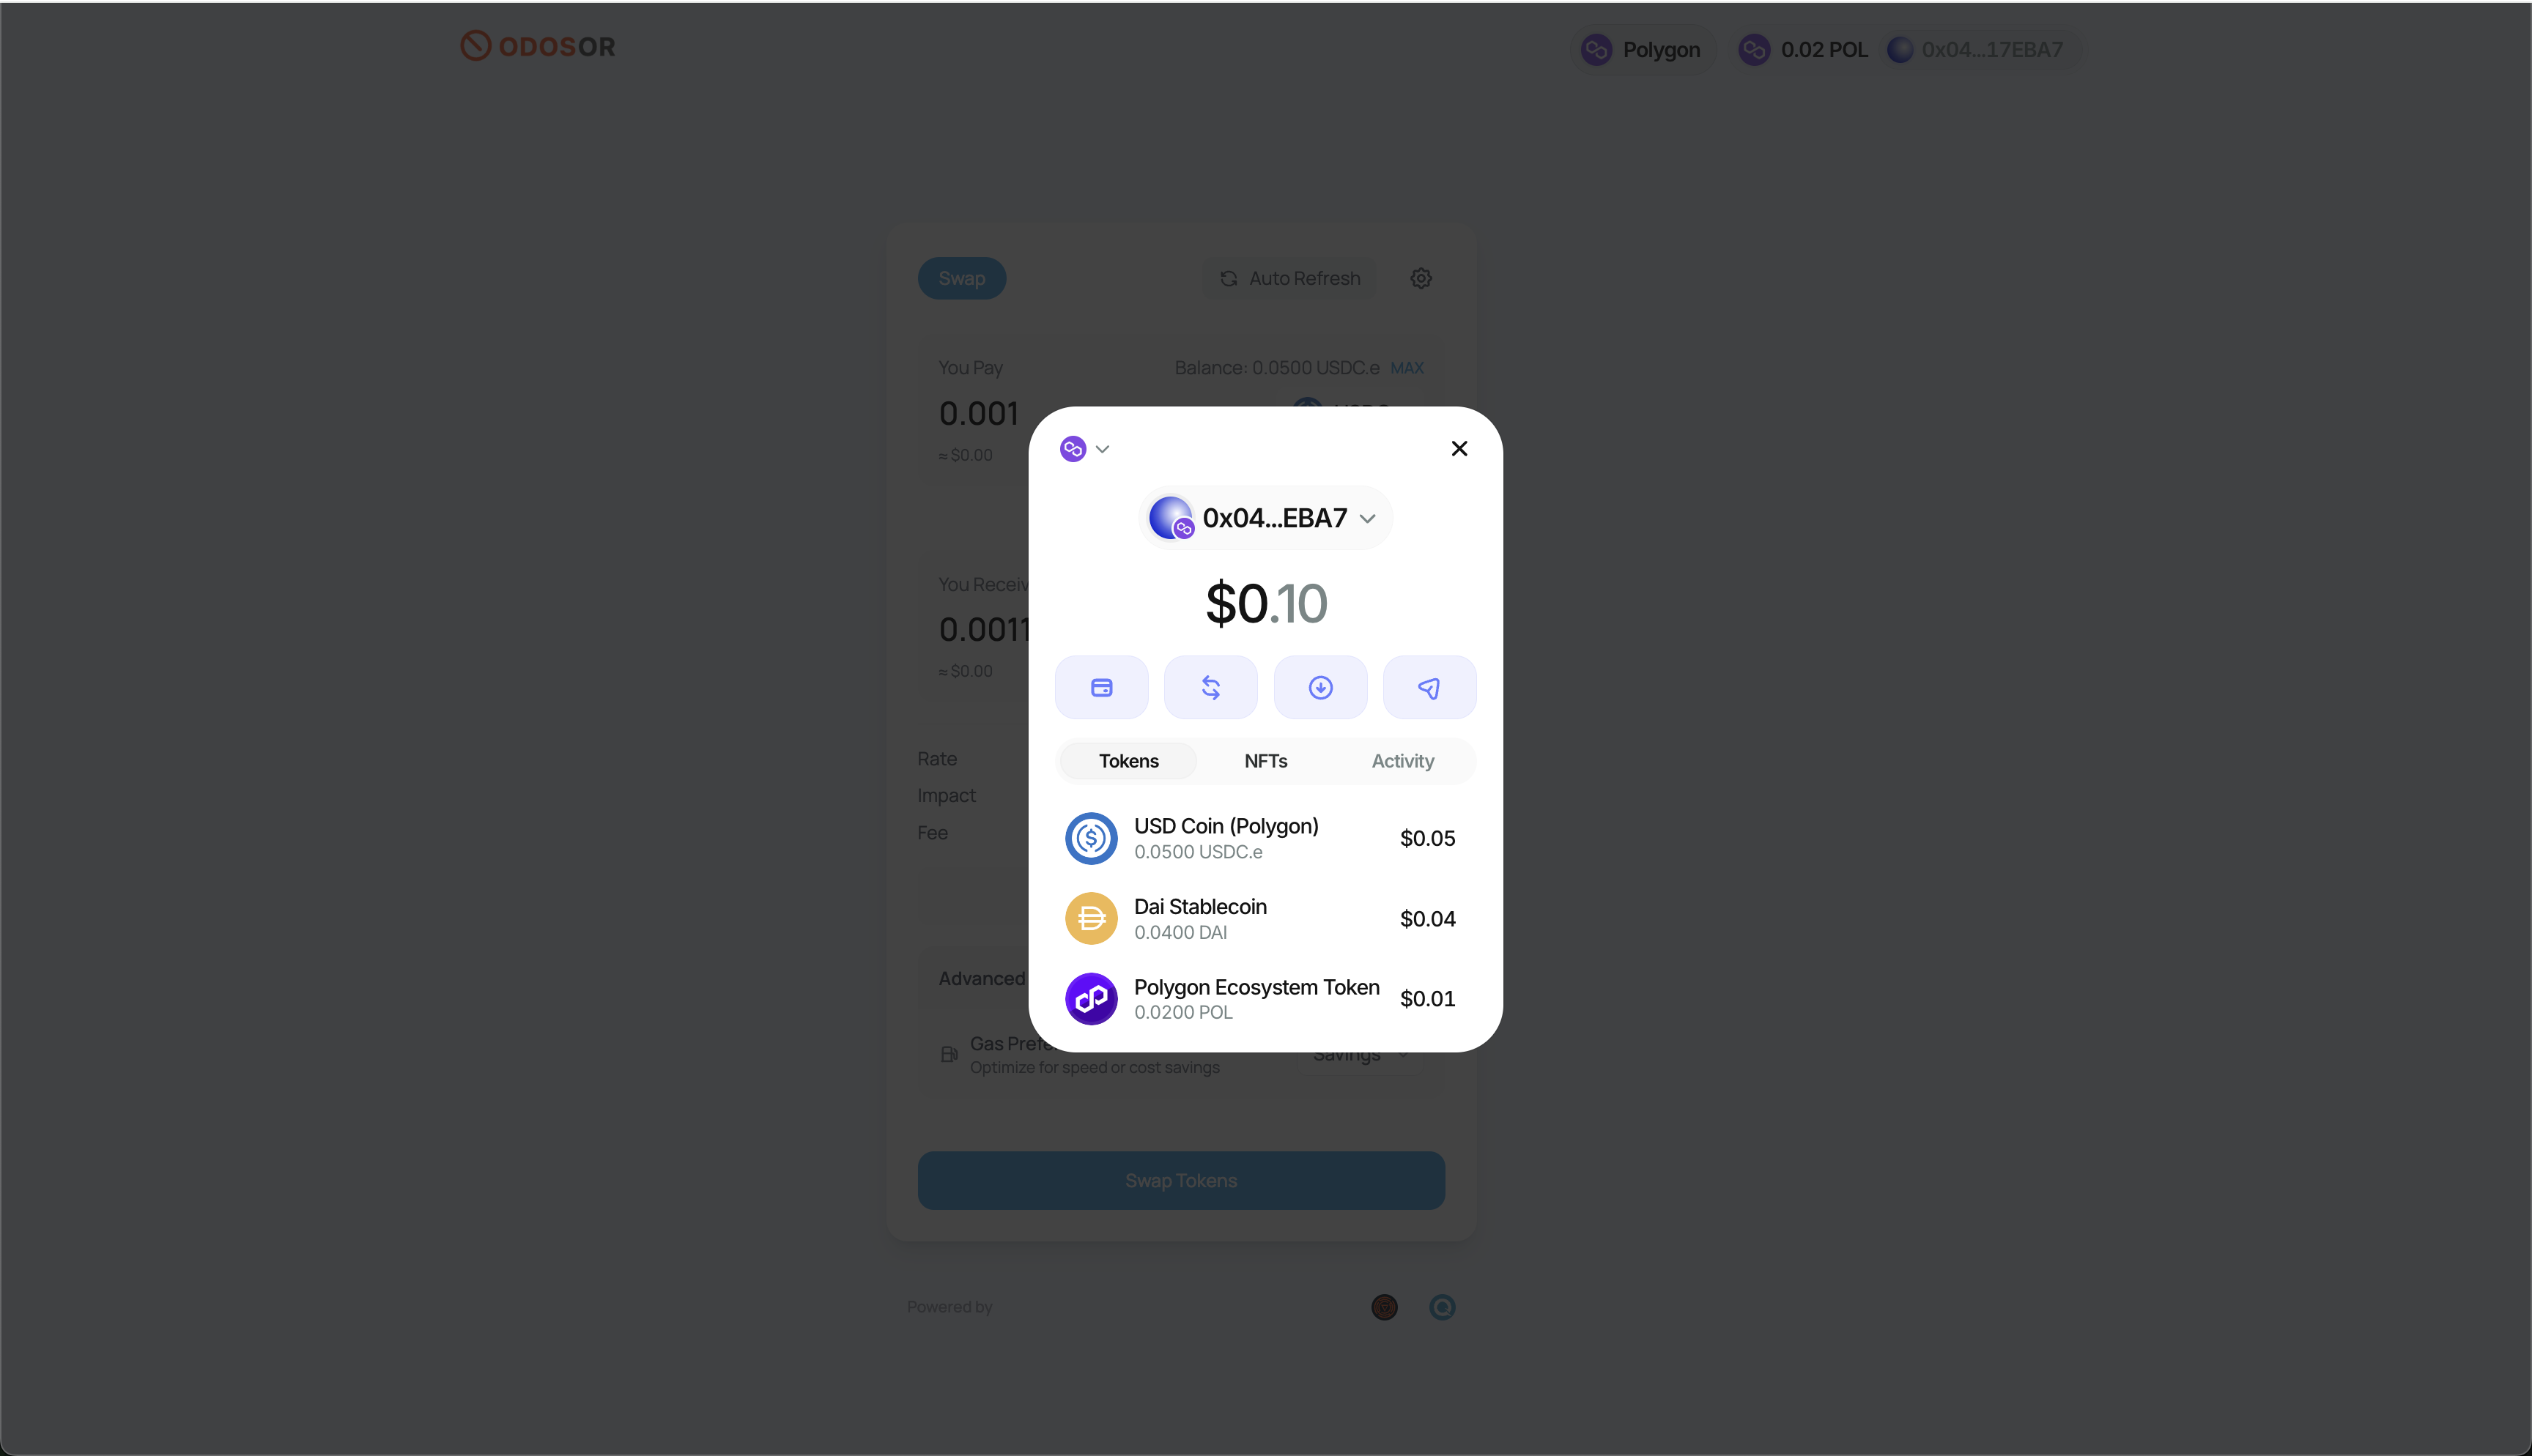 ODOSOR
Polygon
0.02 POL
0x04...17EBA7
Swap
Auto Refresh
You Pay
Balance: 0.0500 USDC.e MAX
0.001
≈ $0.00
0x04...EBA7
$0.10
You Receiv
0.0011
≈ $0.00
Tokens
NFTs
Activity
Rate
Impact
Fee
USD Coin (Polygon)
0.0500 USDC.e
$0.05
Dai Stablecoin
0.0400 DAI
$0.04
Polygon Ecosystem Token
0.0200 POL
$0.01
Advanced
Gas Prefe
Optimize for speed or cost savings
Savings
Swap Tokens
Powered by